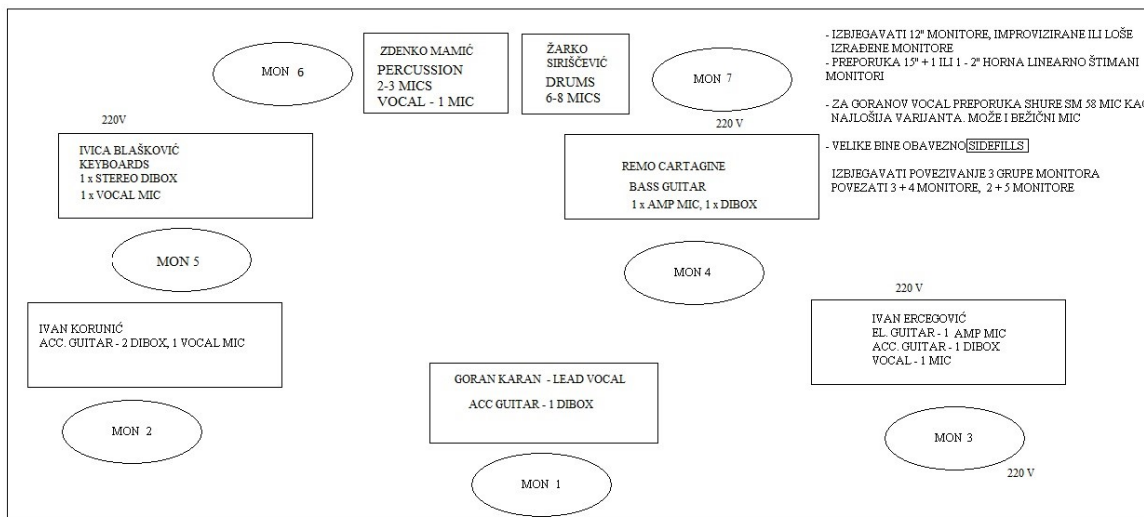 MON 6
ZDENKO MAMIĆ
PERCUSSION
2-3 MICS
VOCAL - 1 MIC
ŽARKO
SIRIŠČEVIĆ
DRUMS
6-8 MICS
MON 7
- IZBJEGAVATI 12" MONITORE, IMPROVIZIRANE ILI LOŠE
IZRAĐENE MONITORE
- PREPORUKA 15" + 1 ILI 1 - 2" HORNA LINEARNO ŠTIMANI
MONITORI
- ZA GORANOV VOCAL PREPORUKA SHURE SM 58 MIC KAO
NAJLOŠIJA VARIJANTA. MOŽE I BEŽIČNI MIC
- VELIKE BINE OBAVEZNO SIDEFILLS
IZBJEGAVATI POVEZIVANJE 3 GRUPE MONITORA
POVEZATI 3 + 4 MONITORE, 2 + 5 MONITORE
220V
IVICA BLAŠKOVIĆ
KEYBOARDS
1 x STEREO DIBOX
1 x VOCAL MIC
220 V
REMO CARTAGINE
BASS GUITAR
1 x AMP MIC, 1 x DIBOX
MON 5
MON 4
IVAN KORUNIĆ
ACC. GUITAR - 2 DIBOX, 1 VOCAL MIC
220 V
IVAN ERCEGOVIĆ
EL. GUITAR - 1 AMP MIC
ACC. GUITAR - 1 DIBOX
VOCAL - 1 MIC
GORAN KARAN - LEAD VOCAL
ACC GUITAR - 1 DIBOX
MON 2
MON 3
220 V
MON 1